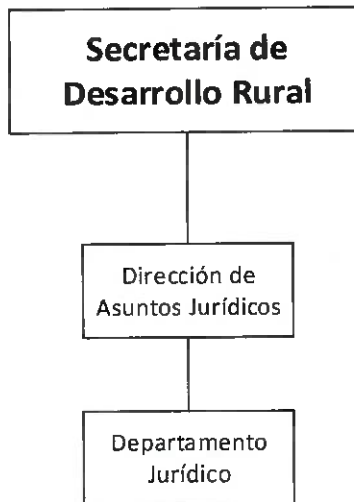 Secretaría de
Desarrollo Rural
Dirección de
Asuntos Jurídicos
Departamento
Jurídico